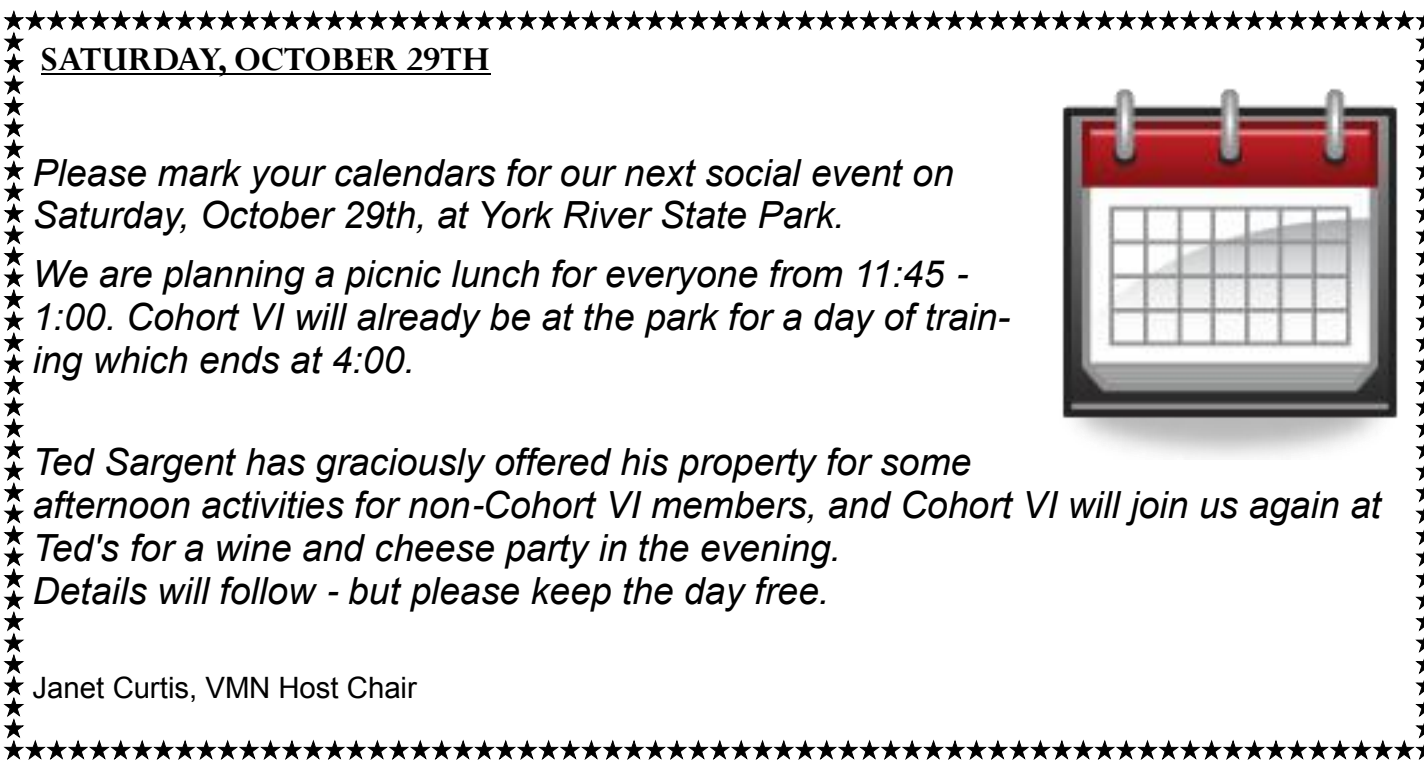 SATURDAY, OCTOBER 29TH
Please mark your calendars for our next social event on
Saturday, October 29th, at York River State Park.
We are planning a picnic lunch for everyone from 11:45 -
1:00. Cohort VI will already be at the park for a day of train-
ing which ends at 4:00.
Ted Sargent has graciously offered his property for some
afternoon activities for non-Cohort VI members, and Cohort VI will join us again at
Ted's for a wine and cheese party in the evening.
Details will follow - but please keep the day free.
Janet Curtis, VMN Host Chair